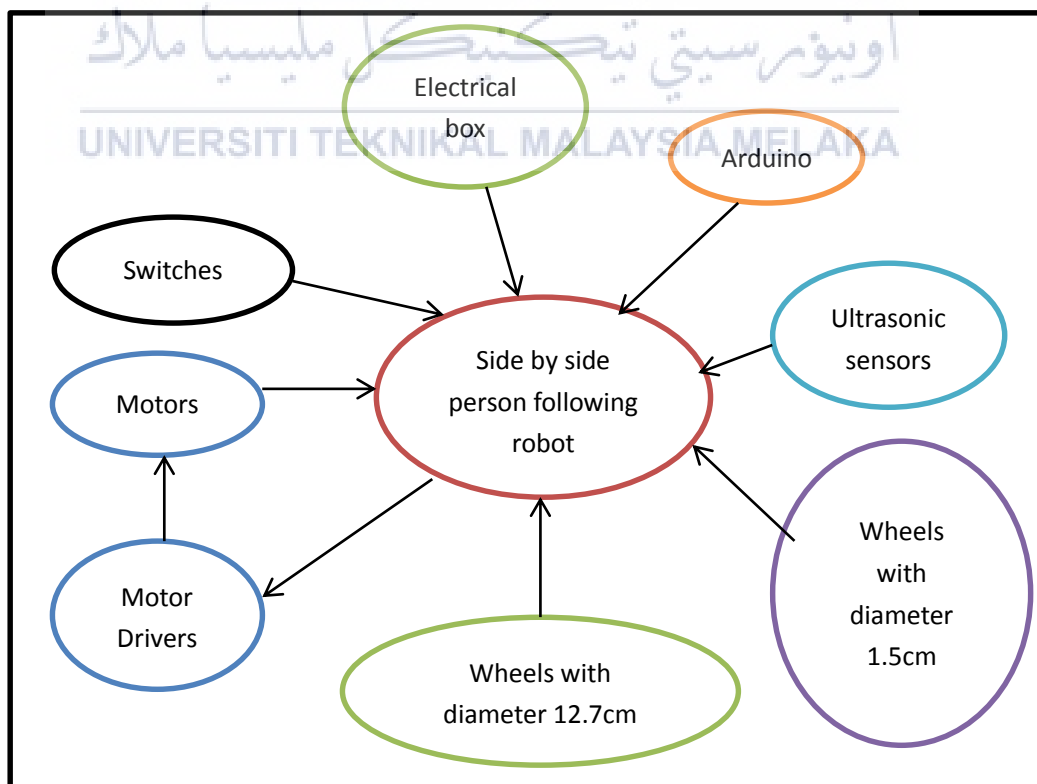 اونيۏرسيتي تيكنيكل مليسيا ملاك
UNIVERSITI TEKNIKAL MALAYSIA MELAKA
Electrical
box
Arduino
Switches
Ultrasonic
sensors
Side by side
person following
robot
Motors
Wheels
with
diameter
1.5cm
Motor
Drivers
Wheels with
diameter 12.7cm